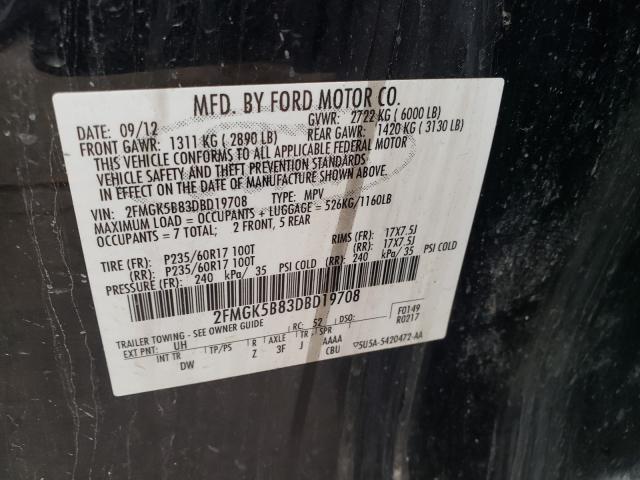 MFD. BY FORD MOTOR CO.
DATE: 09/12 GVWR: 2722 KG ( 6000 LB)
FRONT GAWR: 1311 KG ( 2890 LB) REAR GAWR: 1420 KG ( 3130 LB)
THIS VEHICLE CONFORMS TO ALL APPLICABLE FEDERAL MOTOR
VEHICLE SAFETY AND THEFT PREVENTION STANDARDS
IN EFFECT ON THE DATE OF MANUFACTURE SHOWN ABOVE.
VIN: 2FMGK5B83DBD19708 TYPE: MPV
MAXIMUM LOAD = OCCUPANTS + LUGGAGE = 526KG/1160LB
OCCUPANTS = 7 TOTAL; 2 FRONT, 5 REAR
TIRE (FR): P235/60R17 100T RIMS (FR): 17X7.5J
(RR): P235/60R17 100T (RR): 17X7.5J
PRESSURE (FR): 240 kPa/ 35 PSI COLD (RR): 240 kPa/ 35 PSI COLD
2FMGK5B83DBD19708
TRAILER TOWING - SEE OWNER GUIDE RC: 52 DSO: F0149
R0217
EXT PNT: UH
INT TR TP/PS R AXLE TR SPR
DW Z 3F J AAAA
CBU
5U5A-5420472-AA